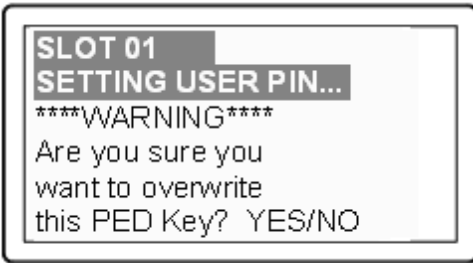 SLOT 01
SETTING USER PIN...
****WARNING****
Are you sure you
want to overwrite
this PED Key? YES/NO